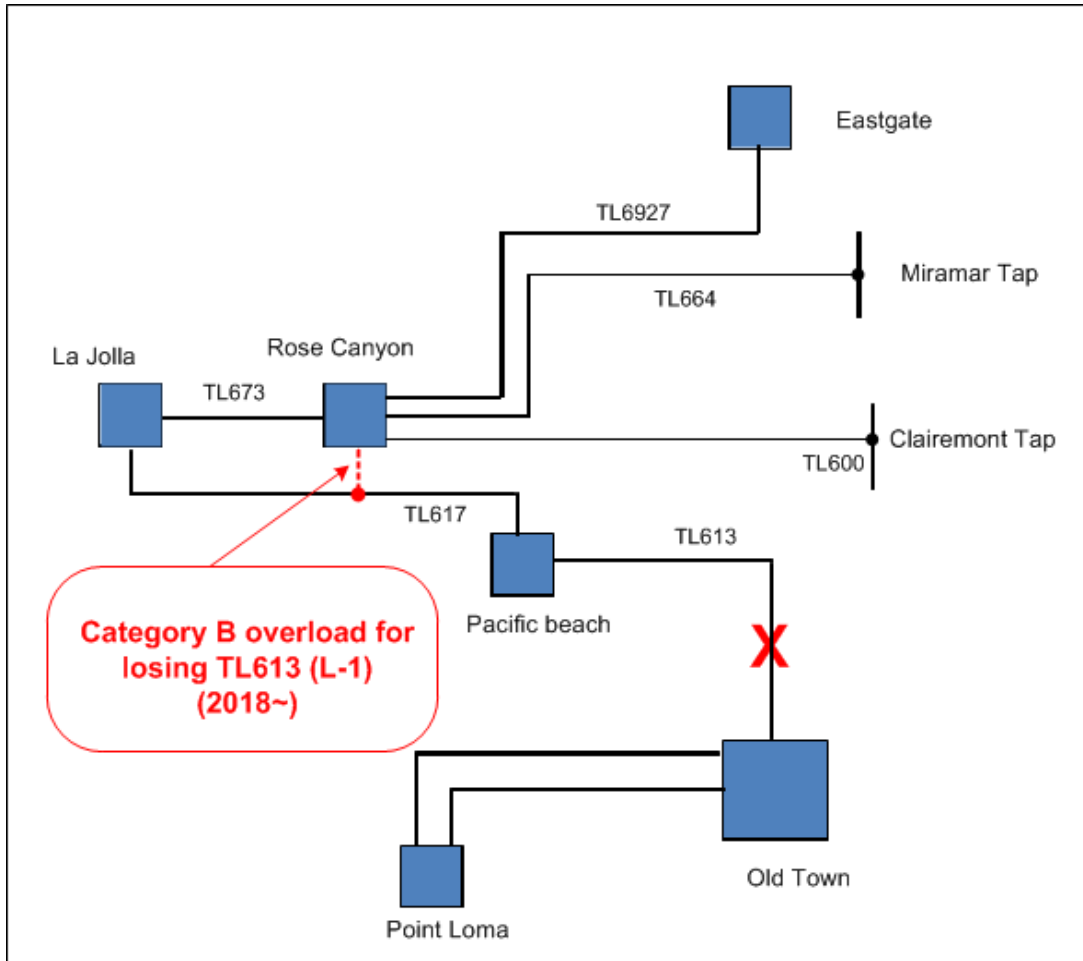 Eastgate
TL6927
Miramar Tap
TL664
Rose Canyon
La Jolla
TL673
Clairemont Tap
TL600
TL617
TL613
Pacific beach
Category B overload for
losing TL613 (L-1)
(2018~)
X
Old Town
Point Loma